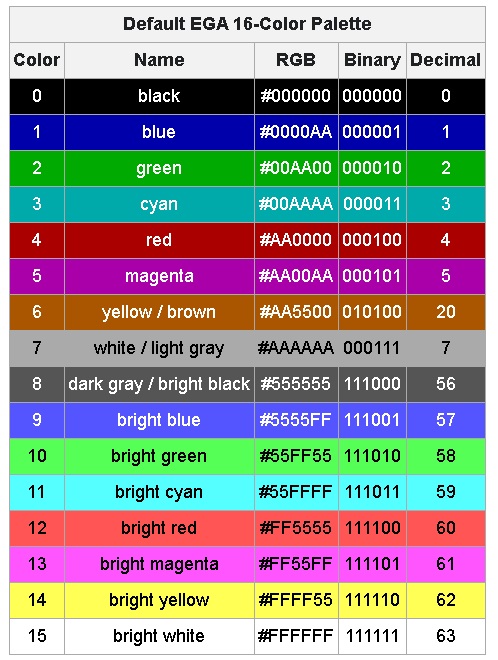 Default EGA 16-Color Palette
Color Name RGB Binary Decimal
0 black #000000 000000 0
1 blue #0000AA 000001 1
2 green #00AA00 000010 2
3 cyan #00AAAA 000011 3
4 red #AA0000 000100 4
5 magenta #AA00AA 000101 5
6 yellow / brown #AA5500 010100 20
7 white / light gray #AAAAAA 000111 7
8 dark gray / bright black #555555 111000 56
9 bright blue #5555FF 111001 57
10 bright green #55FF55 111010 58
11 bright cyan #55FFFF 111011 59
12 bright red #FF5555 111100 60
13 bright magenta #FF55FF 111101 61
14 bright yellow #FFFF55 111110 62
15 bright white #FFFFFF 111111 63